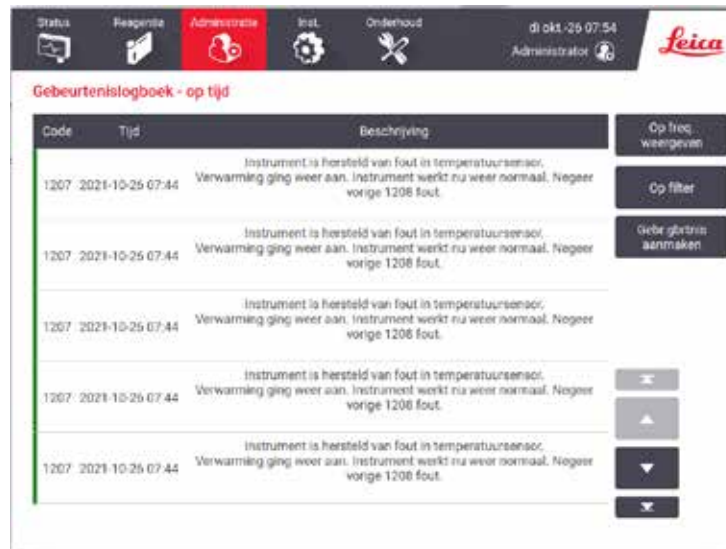 Status Reagentia Administratie Inst. Onderhoud di okt.-26 07:54
Administrator
Leica
Gebeurtenislogboek - op tijd
Code Tijd Beschrijving
Op freq. weergeven
Op filter
Gebr gbrtnis aanmaken
Instrument is hersteld van fout in temperatuursensor.
1207 2021-10-26 07:44 Verwarming ging weer aan. Instrument werkt nu weer normaal. Negeer
vorige 1208 fout.
Instrument is hersteld van fout in temperatuursensor.
1207 2021-10-26 07:44 Verwarming ging weer aan. Instrument werkt nu weer normaal. Negeer
vorige 1208 fout.
Instrument is hersteld van fout in temperatuursensor.
1207 2021-10-26 07:44 Verwarming ging weer aan. Instrument werkt nu weer normaal. Negeer
vorige 1208 fout.
Instrument is hersteld van fout in temperatuursensor.
1207 2021-10-26 07:44 Verwarming ging weer aan. Instrument werkt nu weer normaal. Negeer
vorige 1208 fout.
Instrument is hersteld van fout in temperatuursensor.
1207 2021-10-26 07:44 Verwarming ging weer aan. Instrument werkt nu weer normaal. Negeer
vorige 1208 fout.